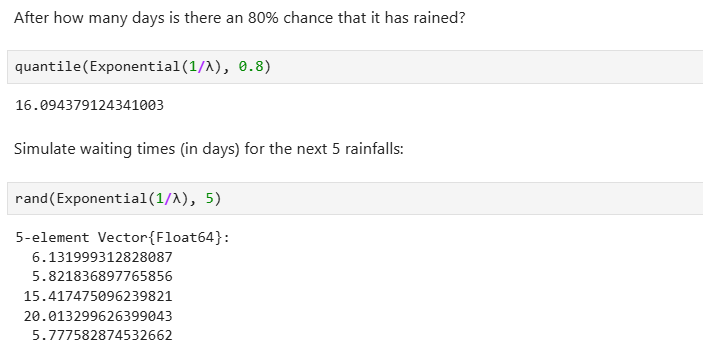 After how many days is there an 80% chance that it has rained?
quantile(Exponential(1/λ), 0.8)
16.094379124341003
Simulate waiting times (in days) for the next 5 rainfalls:
rand(Exponential(1/λ), 5)
5-element Vector{Float64}:
6.131999312828087
5.821836897765856
15.417475096239821
20.013299626399043
5.777582874532662